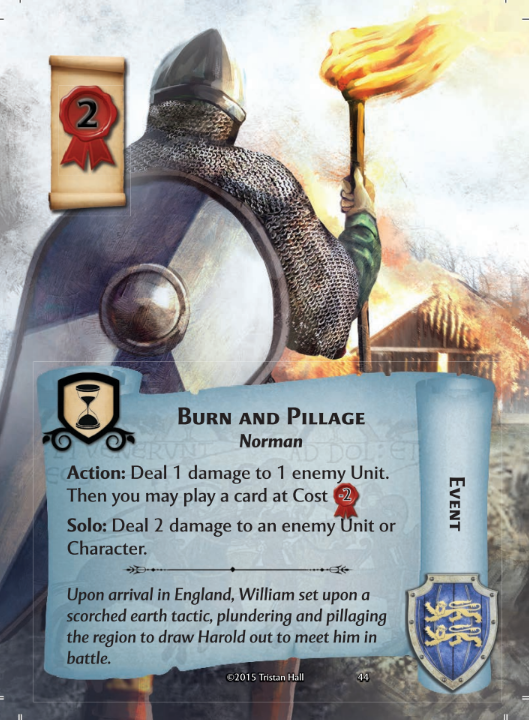 2
BURN AND PILLAGE
Norman
Action: Deal 1 damage to 1 enemy Unit.
Then you may play a card at Cost -2
Solo: Deal 2 damage to an enemy Unit or
Character.
Upon arrival in England, William set upon a
scorched earth tactic, plundering and pillaging
the region to draw Harold out to meet him in
battle.
EVENT
©2015 Tristan Hall
44